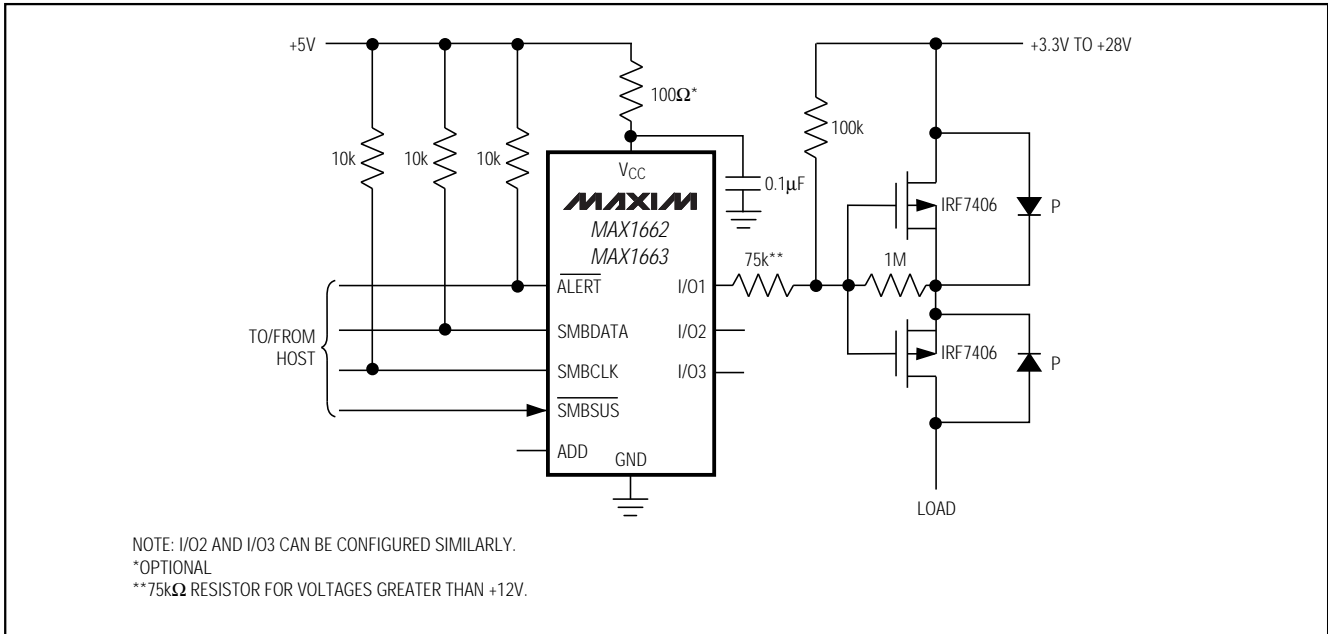 +5V
+3.3V TO +28V
100Ω*
100k
10k
10k
10k
VCC
0.1µF
MAXIM
MAX1662
MAX1663
IRF7406
P
75k**
1M
ALERT
I/O1
TO/FROM
HOST
SMBDATA
I/O2
SMBCLK
I/O3
IRF7406
P
SMBSUS
ADD
GND
LOAD
NOTE: I/O2 AND I/O3 CAN BE CONFIGURED SIMILARLY.
*OPTIONAL
**75kΩ RESISTOR FOR VOLTAGES GREATER THAN +12V.